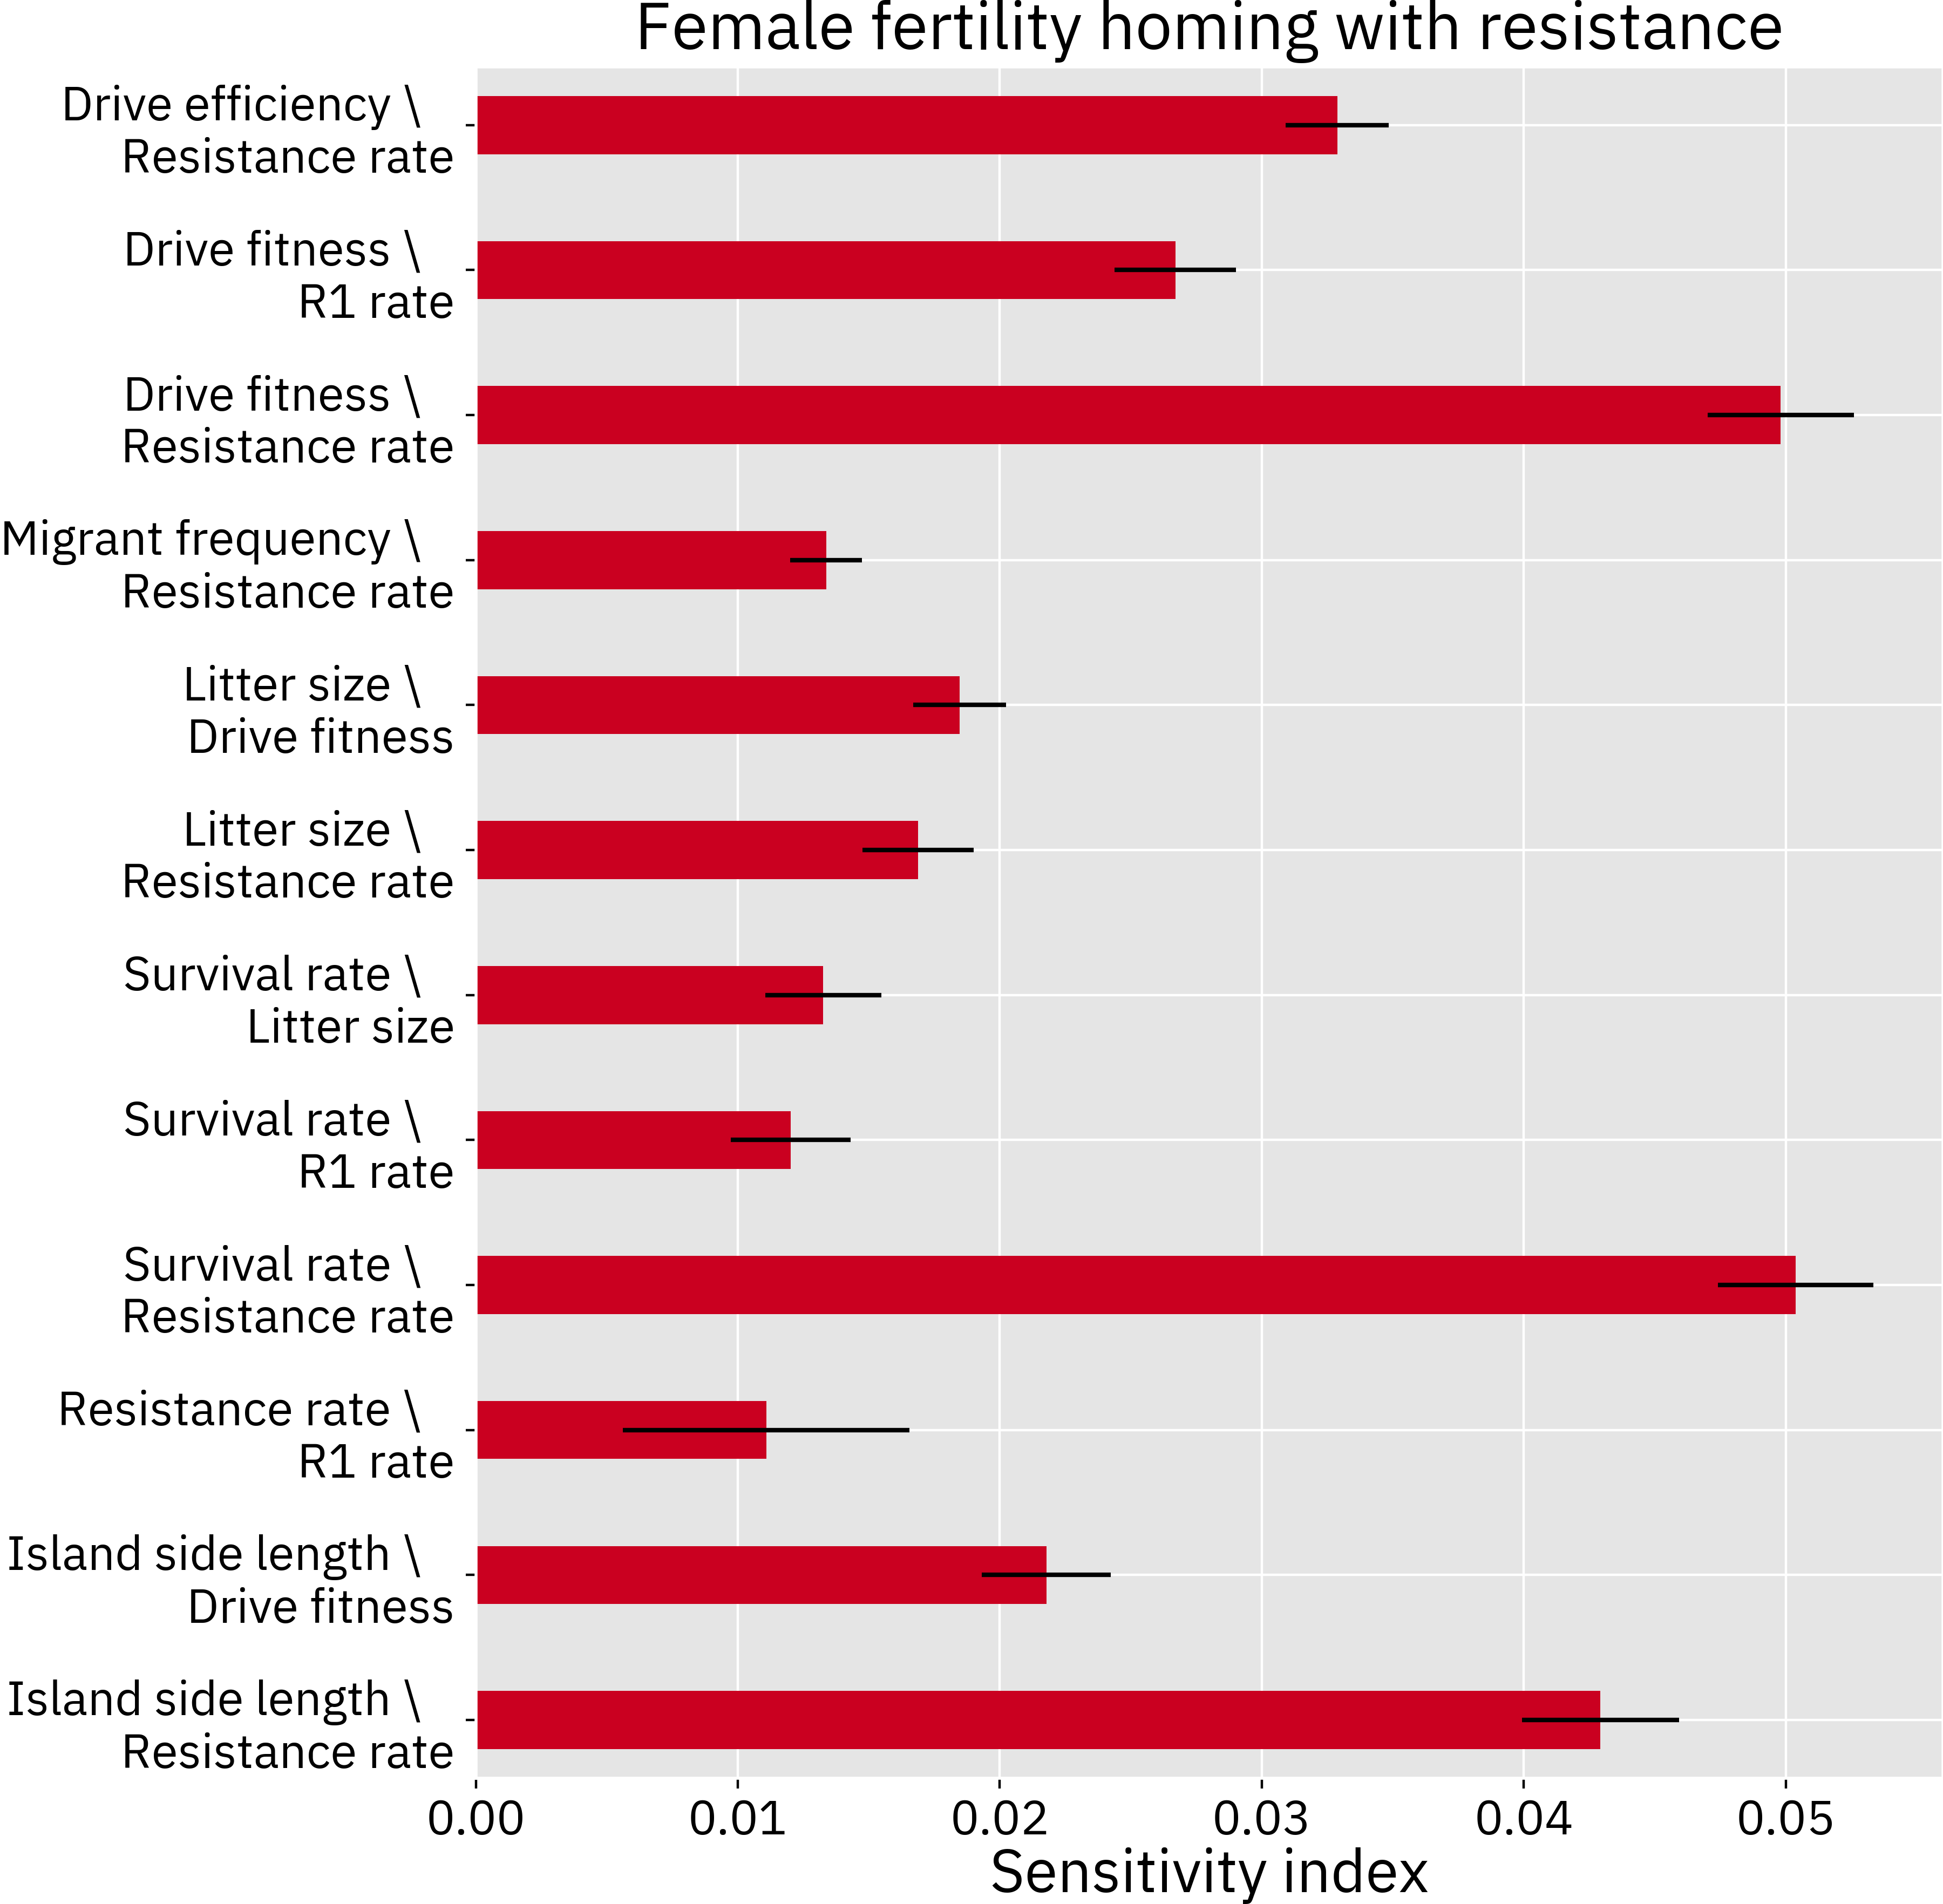 Female fertility homing with resistance
Drive efficiency \
Resistance rate
Drive fitness \
R1 rate
Drive fitness \
Resistance rate
Migrant frequency \
Resistance rate
Litter size \
Drive fitness
Litter size \
Resistance rate
Survival rate \
Litter size
Survival rate \
R1 rate
Survival rate \
Resistance rate
Resistance rate \
R1 rate
Island side length \
Drive fitness
Island side length \
Resistance rate
0.00 0.01 0.02 0.03 0.04 0.05
Sensitivity index